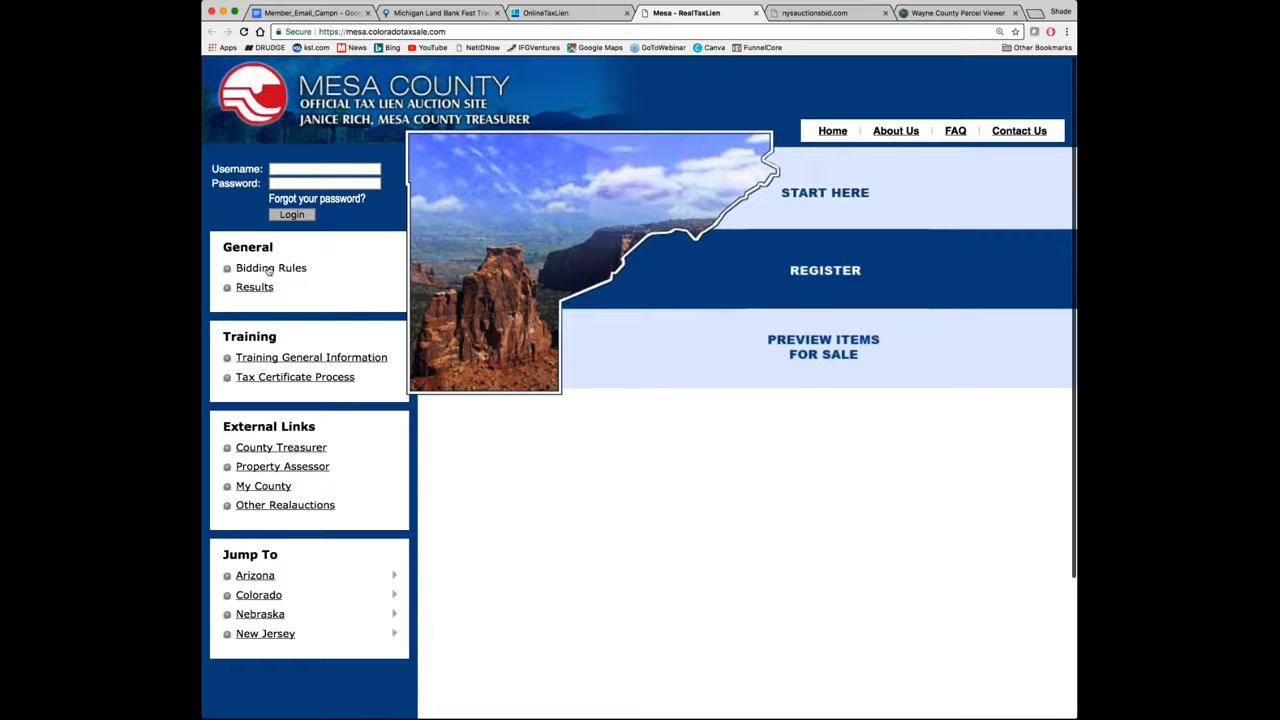 Member_Email_Campn - Goog
Michigan Land Bank Fast Tra
OnlineTaxLien
Mesa - RealTaxLien
nysauctionsbid.com
Wayne County Parcel Viewer
Shade
Secure
https://mesa.coloradotaxsale.com
Apps
DRUDGE
ksl.com
News
Bing
YouTube
NetIDNow
IFGVentures
Google Maps
GoToWebinar
Canva
FunnelCore
Other Bookmarks
MESA COUNTY
OFFICIAL TAX LIEN AUCTION SITE
JANICE RICH, MESA COUNTY TREASURER
Home
About Us
FAQ
Contact Us
Username:
Password:
Forgot your password?
Login
START HERE
REGISTER
PREVIEW ITEMS
FOR SALE
General
Bidding Rules
Results
Training
Training General Information
Tax Certificate Process
External Links
County Treasurer
Property Assessor
My County
Other Realauctions
Jump To
Arizona
Colorado
Nebraska
New Jersey